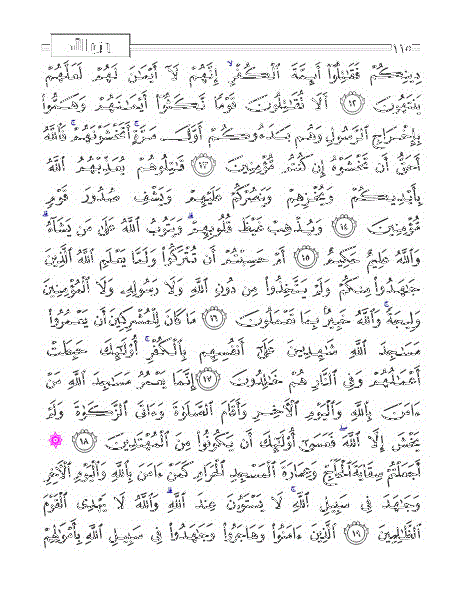 ١١٥
دِينِكُمْ فَقَٰتِلُوٓا۟ أَئِمَّةَ ٱلْكُفْرِ ۙ إِنَّهُمْ لَآ أَيْمَٰنَ لَهُمْ لَعَلَّهُمْ
يَنتَهُونَ ١٢ أَلَا تُقَٰتِلُونَ قَوْمًا نَّكَثُوٓا۟ أَيْمَٰنَهُمْ وَهَمُّوا۟
بِإِخْرَاجِ ٱلرَّسُولِ وَهُم بَدَءُوكُمْ أَوَّلَ مَرَّةٍ ۚ أَتَخْشَوْنَهُمْ ۚ فَٱللَّهُ
أَحَقُّ أَن تَخْشَوْهُ إِن كُنتُم مُّؤْمِنِينَ ١٣ قَٰتِلُوهُمْ يُعَذِّبْهُمُ ٱللَّهُ
بِأَيْدِيكُمْ وَيُخْزِهِمْ وَيَنصُرْكُمْ عَلَيْهِمْ وَيَشْفِ صُدُورَ قَوْمٍ
مُّؤْمِنِينَ ١٤ وَيُذْهِبْ غَيْظَ قُلُوبِهِمْ ۗ وَيَتُوبُ ٱللَّهُ عَلَىٰ مَن يَشَآءُ ۗ
وَٱللَّهُ عَلِيمٌ حَكِيمٌ ١٥ أَمْ حَسِبْتُمْ أَن تُتْرَكُوا۟ وَلَمَّا يَعْلَمِ ٱللَّهُ ٱلَّذِينَ
جَٰهَدُوا۟ مِنكُمْ وَلَمْ يَتَّخِذُوا۟ مِن دُونِ ٱللَّهِ وَلَا رَسُولِهِۦ وَلَا ٱلْمُؤْمِنِينَ
وَلِيجَةً ۚ وَٱللَّهُ خَبِيرٌۢ بِمَا تَعْمَلُونَ ١٦ مَا كَانَ لِلْمُشْرِكِينَ أَن يَعْمُرُوا۟
مَسَٰجِدَ ٱللَّهِ شَٰهِدِينَ عَلَىٰٓ أَنفُسِهِم بِٱلْكُفْرِ ۚ أُو۟لَٰٓئِكَ حَبِطَتْ
أَعْمَٰلُهُمْ وَفِى ٱلنَّارِ هُمْ خَٰلِدُونَ ١٧ إِنَّمَا يَعْمُرُ مَسَٰجِدَ ٱللَّهِ مَنْ
ءَامَنَ بِٱللَّهِ وَٱلْيَوْمِ ٱلْءَاخِرِ وَأَقَامَ ٱلصَّلَوٰةَ وَءَاتَى ٱلزَّكَوٰةَ وَلَمْ
يَخْشَ إِلَّا ٱللَّهَ ۖ فَعَسَىٰٓ أُو۟لَٰٓئِكَ أَن يَكُونُوا۟ مِنَ ٱلْمُهْتَدِينَ ١٨ ۞
أَجَعَلْتُمْ سِقَايَةَ ٱلْحَآجِّ وَعِمَارَةَ ٱلْمَسْجِدِ ٱلْحَرَامِ كَمَنْ ءَامَنَ بِٱللَّهِ وَٱلْيَوْمِ ٱلْءَاخِرِ
وَجَٰهَدَ فِى سَبِيلِ ٱللَّهِ ۚ لَا يَسْتَوُۥنَ عِندَ ٱللَّهِ ۗ وَٱللَّهُ لَا يَهْدِى ٱلْقَوْمَ
ٱلظَّٰلِمِينَ ١٩ ٱلَّذِينَ ءَامَنُوا۟ وَهَاجَرُوا۟ وَجَٰهَدُوا۟ فِى سَبِيلِ ٱللَّهِ بِأَمْوَٰلِهِمْ